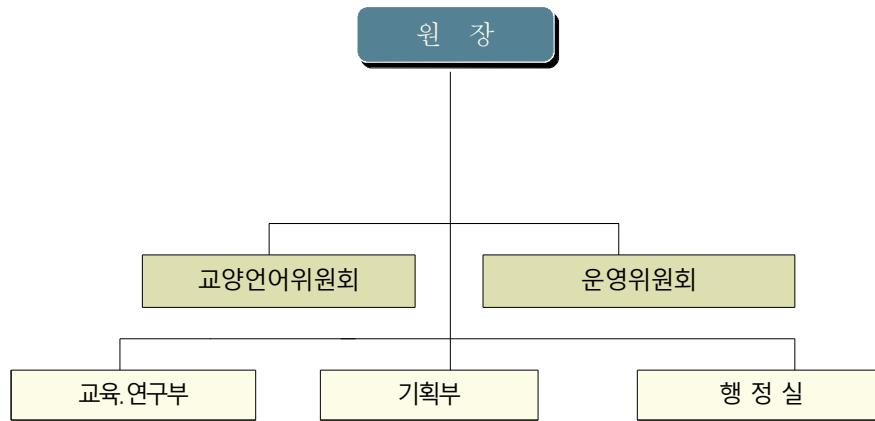 원 장
교양언어위원회
운영위원회
교육.연구부
기획부
행 정 실